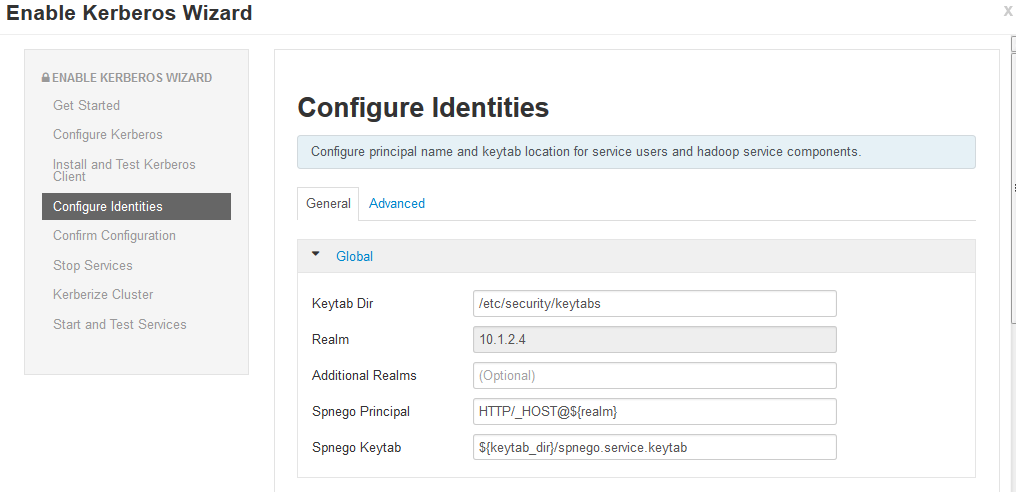 Enable Kerberos Wizard
x
ENABLE KERBEROS WIZARD
Get Started
Configure Kerberos
Install and Test Kerberos
Client
Configure Identities
Confirm Configuration
Stop Services
Kerberize Cluster
Start and Test Services
Configure Identities
Configure principal name and keytab location for service users and hadoop service components.
General Advanced
Global
Keytab Dir /etc/security/keytabs
Realm 10.1.2.4
Additional Realms (Optional)
Spnego Principal HTTP/_HOST@${realm}
Spnego Keytab ${keytab_dir}/spnego.service.keytab